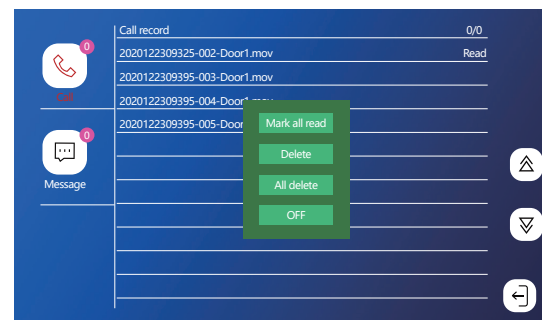 Call record 0/0
0
2020122309325-002-Door1.mov Read
2020122309395-003-Door1.mov
Call
2020122309395-004-Door1.mov
2020122309395-005-Door
0
Mark all read
Delete
Message
All delete
OFF